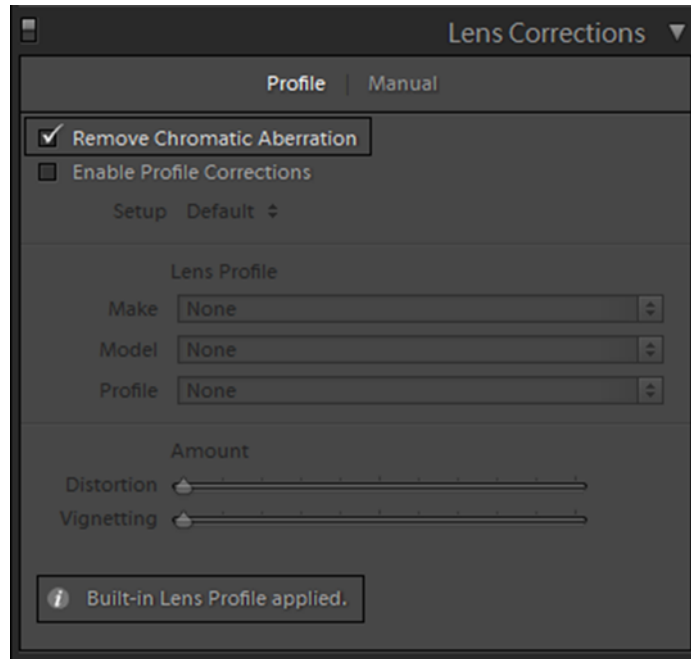 Lens Corrections
Profile | Manual
Remove Chromatic Aberration
Enable Profile Corrections
Setup Default
Lens Profile
Make None
Model None
Profile None
Amount
Distortion
Vignetting
i Built-in Lens Profile applied.